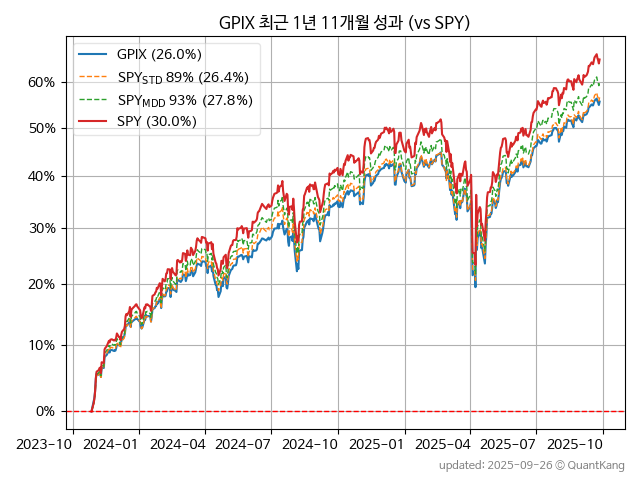 GPIX 최근 1년 11개월 성과 (vs SPY)
GPIX (26.0%)
SPY_STD 89% (26.4%)
SPY_MDD 93% (27.8%)
SPY (30.0%)
60%
50%
40%
30%
20%
10%
0%
2023-10 2024-01 2024-04 2024-07 2024-10 2025-01 2025-04 2025-07 2025-10
updated: 2025-09-26 © QuantKang